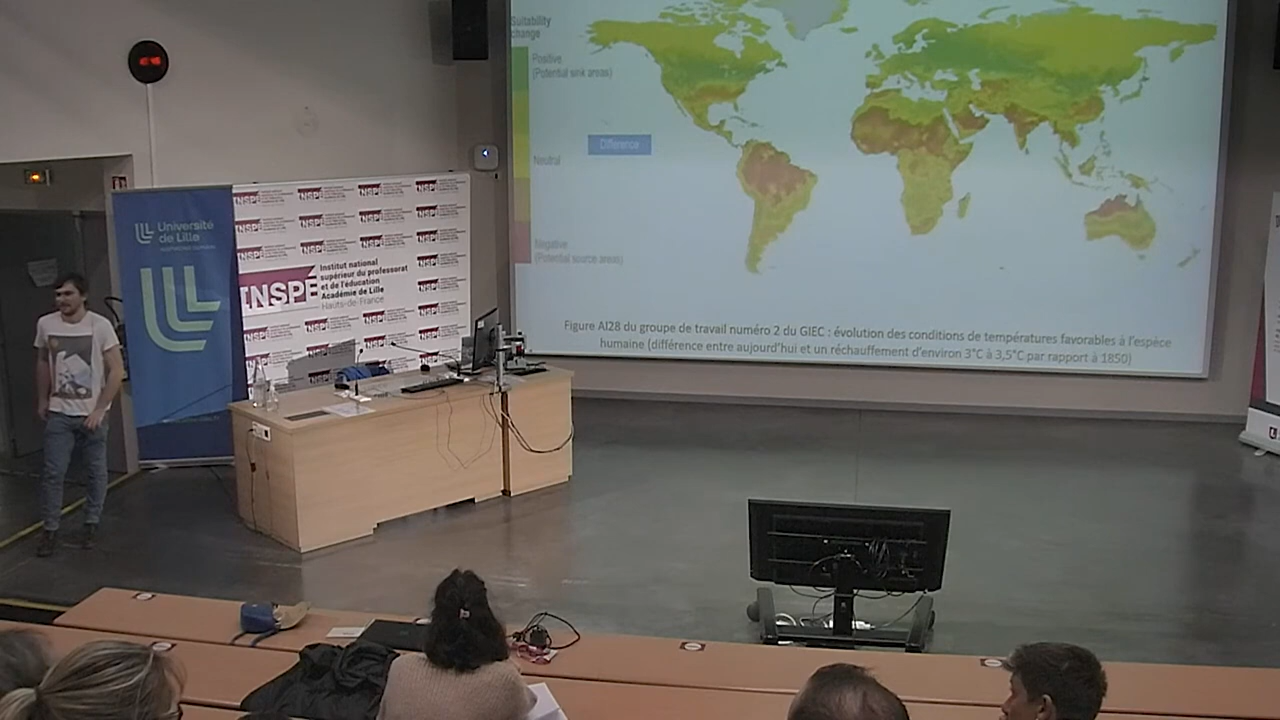 Suitability
change
Positive
(Potential sink areas)
Différence
Neutral
Negative
(Potential source areas)
Figure AI28 du groupe de travail numéro 2 du GIEC : évolution des conditions de températures favorables à l'espèce
humaine (différence entre aujourd'hui et un réchauffement d'environ 3°C à 3,5°C par rapport à 1850)
Université
de Lille
INSPÉ
Institut national
supérieur du professorat
et de l'éducation
Académie de Lille
Hauts-de-France